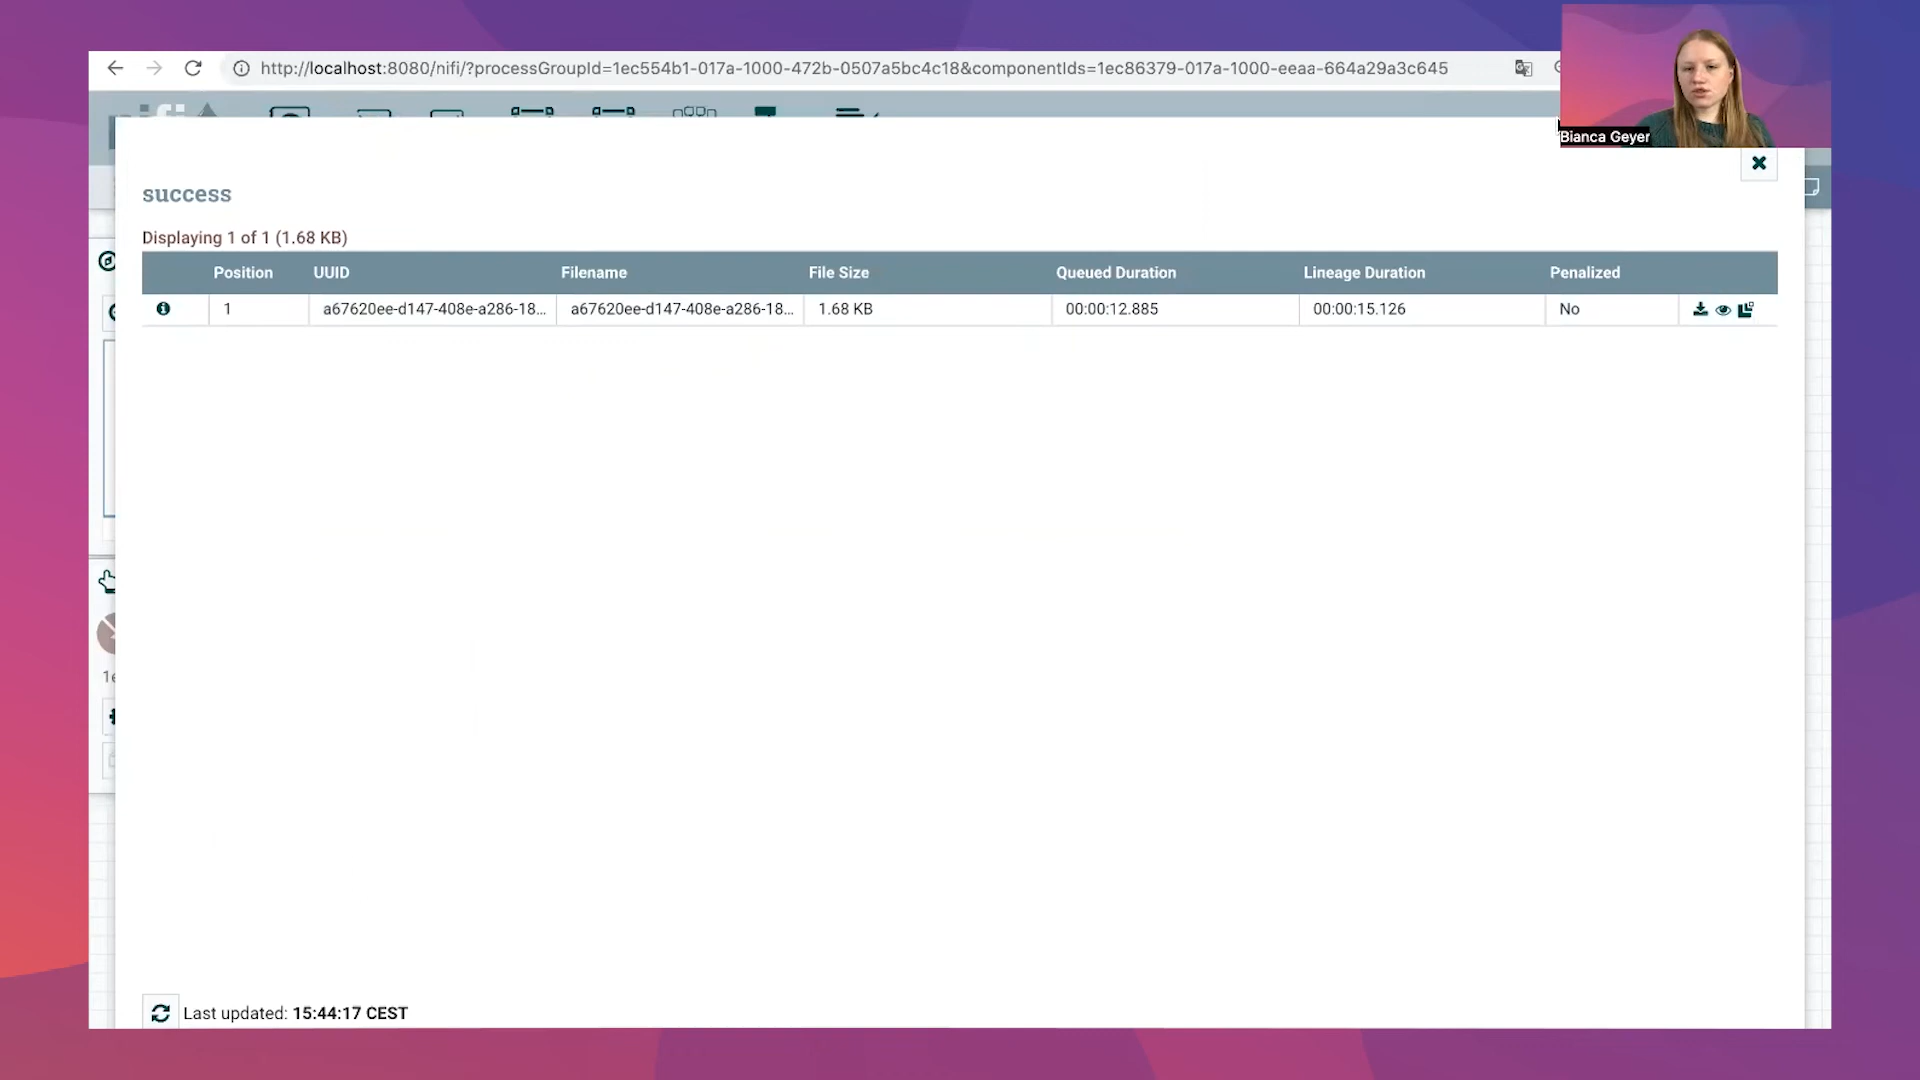 http://localhost:8080/nifi/?processGroupId=1ec554b1-017a-1000-472b-0507a5bc4c18&componentIds=1ec86379-017a-1000-eeaa-664a29a3c645
Bianca Geyer
success
Displaying 1 of 1 (1.68 KB)
Position UUID Filename File Size Queued Duration Lineage Duration Penalized
1 a67620ee-d147-408e-a286-18... a67620ee-d147-408e-a286-18... 1.68 KB 00:00:12.885 00:00:15.126 No
1e
Last updated: 15:44:17 CEST